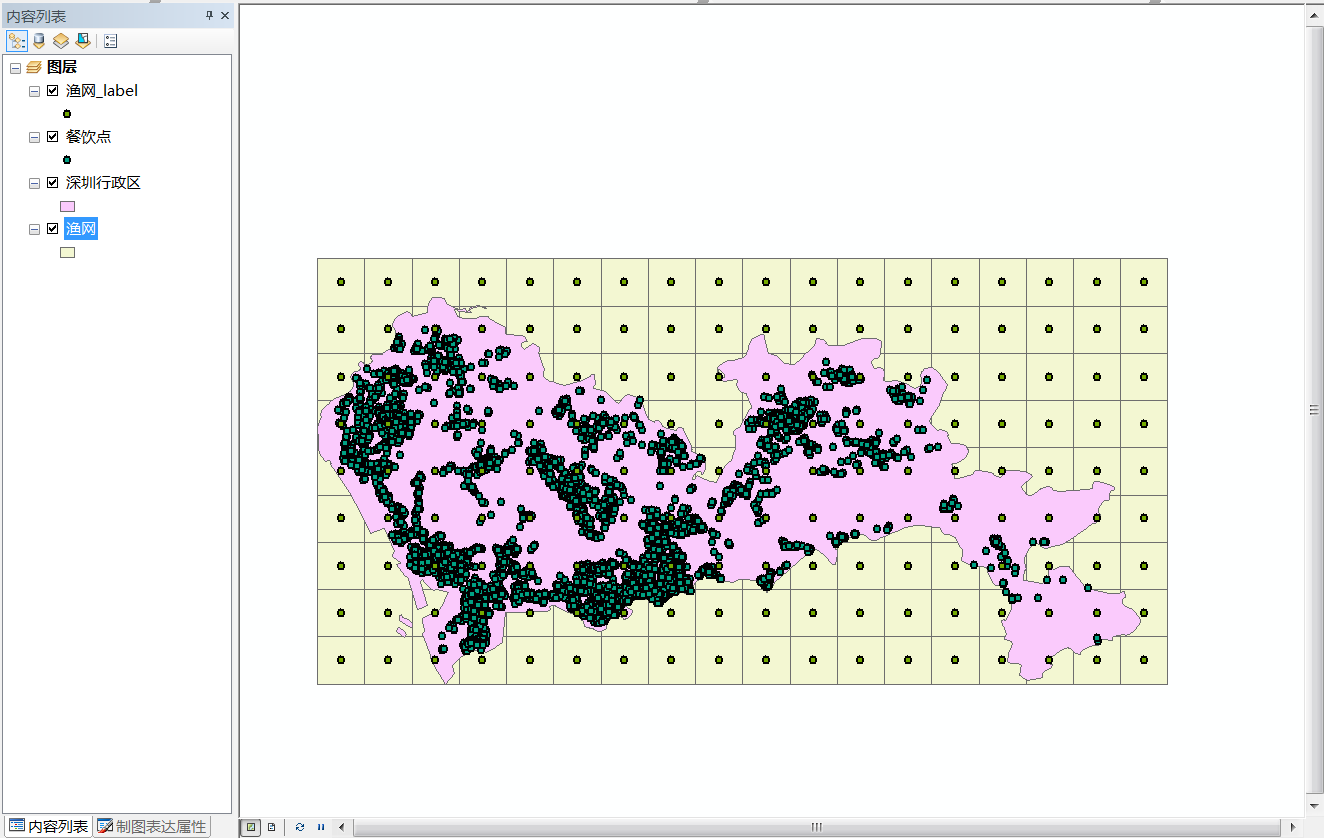 内容列表
图层
渔网_label
餐饮点
深圳行政区
渔网
内容列表 制图表达属性